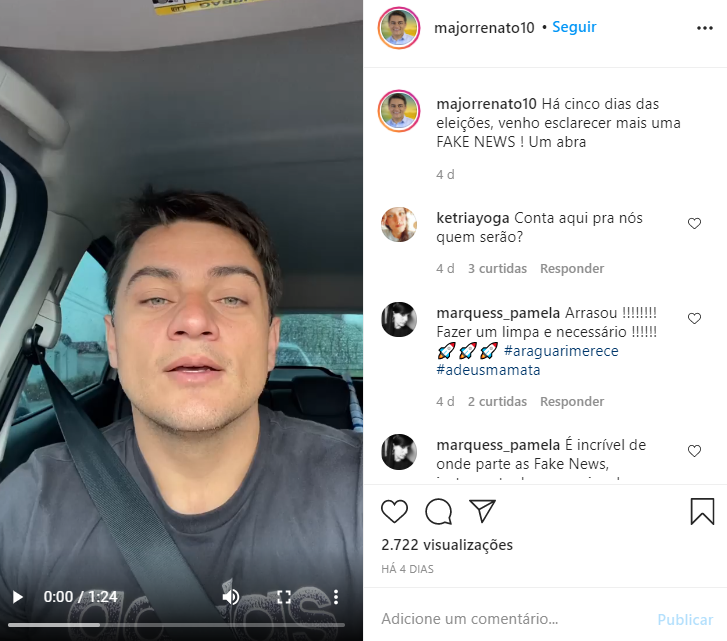 AIRBAG
majorrenato10 • Seguir
majorrenato10 Há cinco dias das
eleições, venho esclarecer mais uma
FAKE NEWS ! Um abra
4 d
ketriayoga Conta aqui pra nós
quem serão?
4 d 3 curtidas Responder
marquess_pamela Arrasou !!!!!!!!
Fazer um limpa e necessário !!!!!!
🚀🚀🚀 #araguarimerece
#adeusmamata
4 d 2 curtidas Responder
marquess_pamela É incrível de
onde parte as Fake News,
0:00 / 1:24
2.722 visualizações
HÁ 4 DIAS
Adicione um comentário...
Publicar